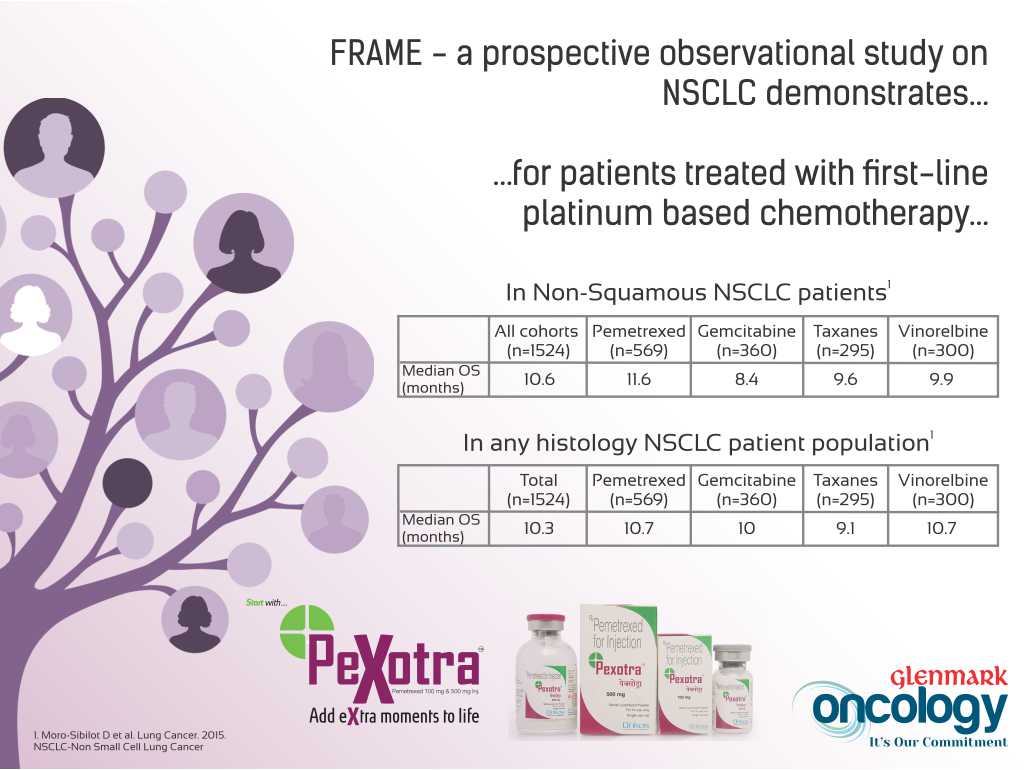 FRAME - a prospective observational study on
NSCLC demonstrates...
...for patients treated with first-line
platinum based chemotherapy...
In Non-Squamous NSCLC patients1
All cohorts (n=1524) Pemetrexed (n=569) Gemcitabine (n=360) Taxanes (n=295) Vinorelbine (n=300)
Median OS (months) 10.6 11.6 8.4 9.6 9.9
In any histology NSCLC patient population1
Total (n=1524) Pemetrexed (n=569) Gemcitabine (n=360) Taxanes (n=295) Vinorelbine (n=300)
Median OS (months) 10.3 10.7 10 9.1 10.7
Start with...
PeXotra™
Pemetrexed 100 mg & 500 mg Inj.
Add eXtra moments to life
Pemetrexed
for Injection
Pexotra
पेक्सोट्रा
500 mg
Pemetrexed
for Injection
Pexotra
पेक्सोट्रा
100 mg
Pexotra
Pexotra
glenmark
oncology
It's Our Commitment
1. Moro-Sibilot D et al. Lung Cancer. 2015.
NSCLC-Non Small Cell Lung Cancer